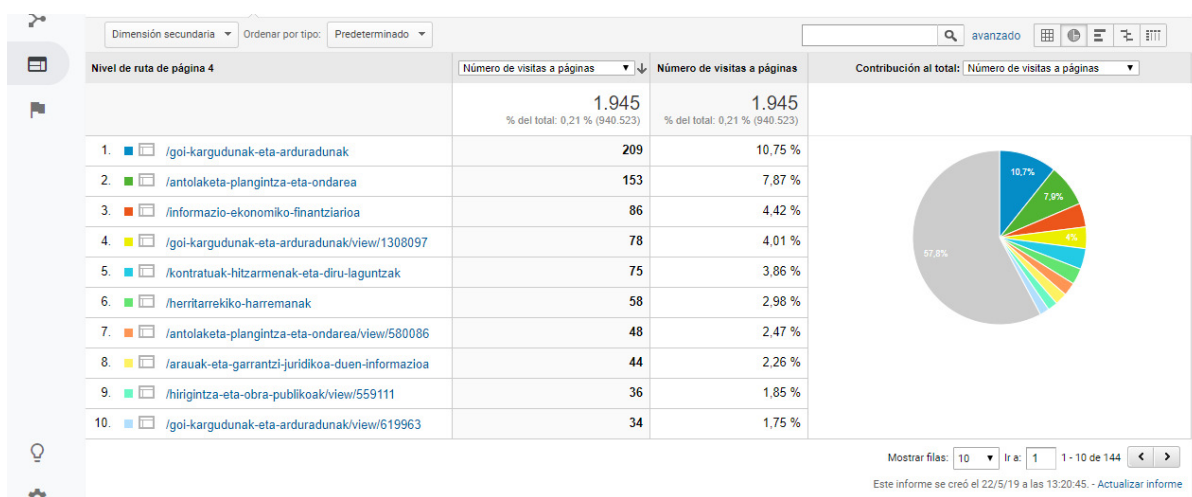 Dimensión secundaria Ordenar por tipo: Predeterminado avanzado
Nivel de ruta de página 4 Número de visitas a páginas Número de visitas a páginas Contribución al total: Número de visitas a páginas
1.945 1.945
% del total: 0,21 % (940.523) % del total: 0,21 % (940.523)
1. /goi-kargudunak-eta-arduradunak 209 10,75 %
2. /antolaketa-plangintza-eta-ondarea 153 7,87 %
3. /informazio-ekonomiko-finantziarioa 86 4,42 %
4. /goi-kargudunak-eta-arduradunak/view/1308097 78 4,01 %
5. /kontratuak-hitzarmenak-eta-diru-laguntzak 75 3,86 %
6. /herritarrekiko-harremanak 58 2,98 %
7. /antolaketa-plangintza-eta-ondarea/view/580086 48 2,47 %
8. /arauak-eta-garrantzi-juridikoa-duen-informazioa 44 2,26 %
9. /hirigintza-eta-obra-publikoak/view/559111 36 1,85 %
10. /goi-kargudunak-eta-arduradunak/view/619963 34 1,75 %
10,7%
7,9%
4%
57,8%
Mostrar filas: 10 Ir a: 1 1 - 10 de 144
Este informe se creó el 22/5/19 a las 13:20:45. - Actualizar informe